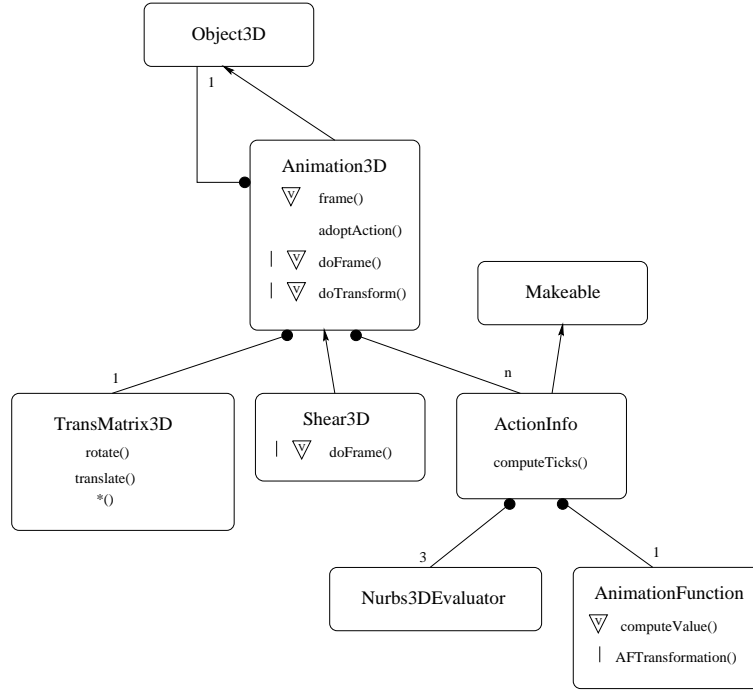 Object3D
1
Animation3D
V frame()
adoptAction()
| V doFrame()
| V doTransform()
Makeable
1
n
TransMatrix3D
rotate()
translate()
*()
Shear3D
| V doFrame()
ActionInfo
computeTicks()
3
1
Nurbs3DEvaluator
AnimationFunction
V computeValue()
| AFTransformation()